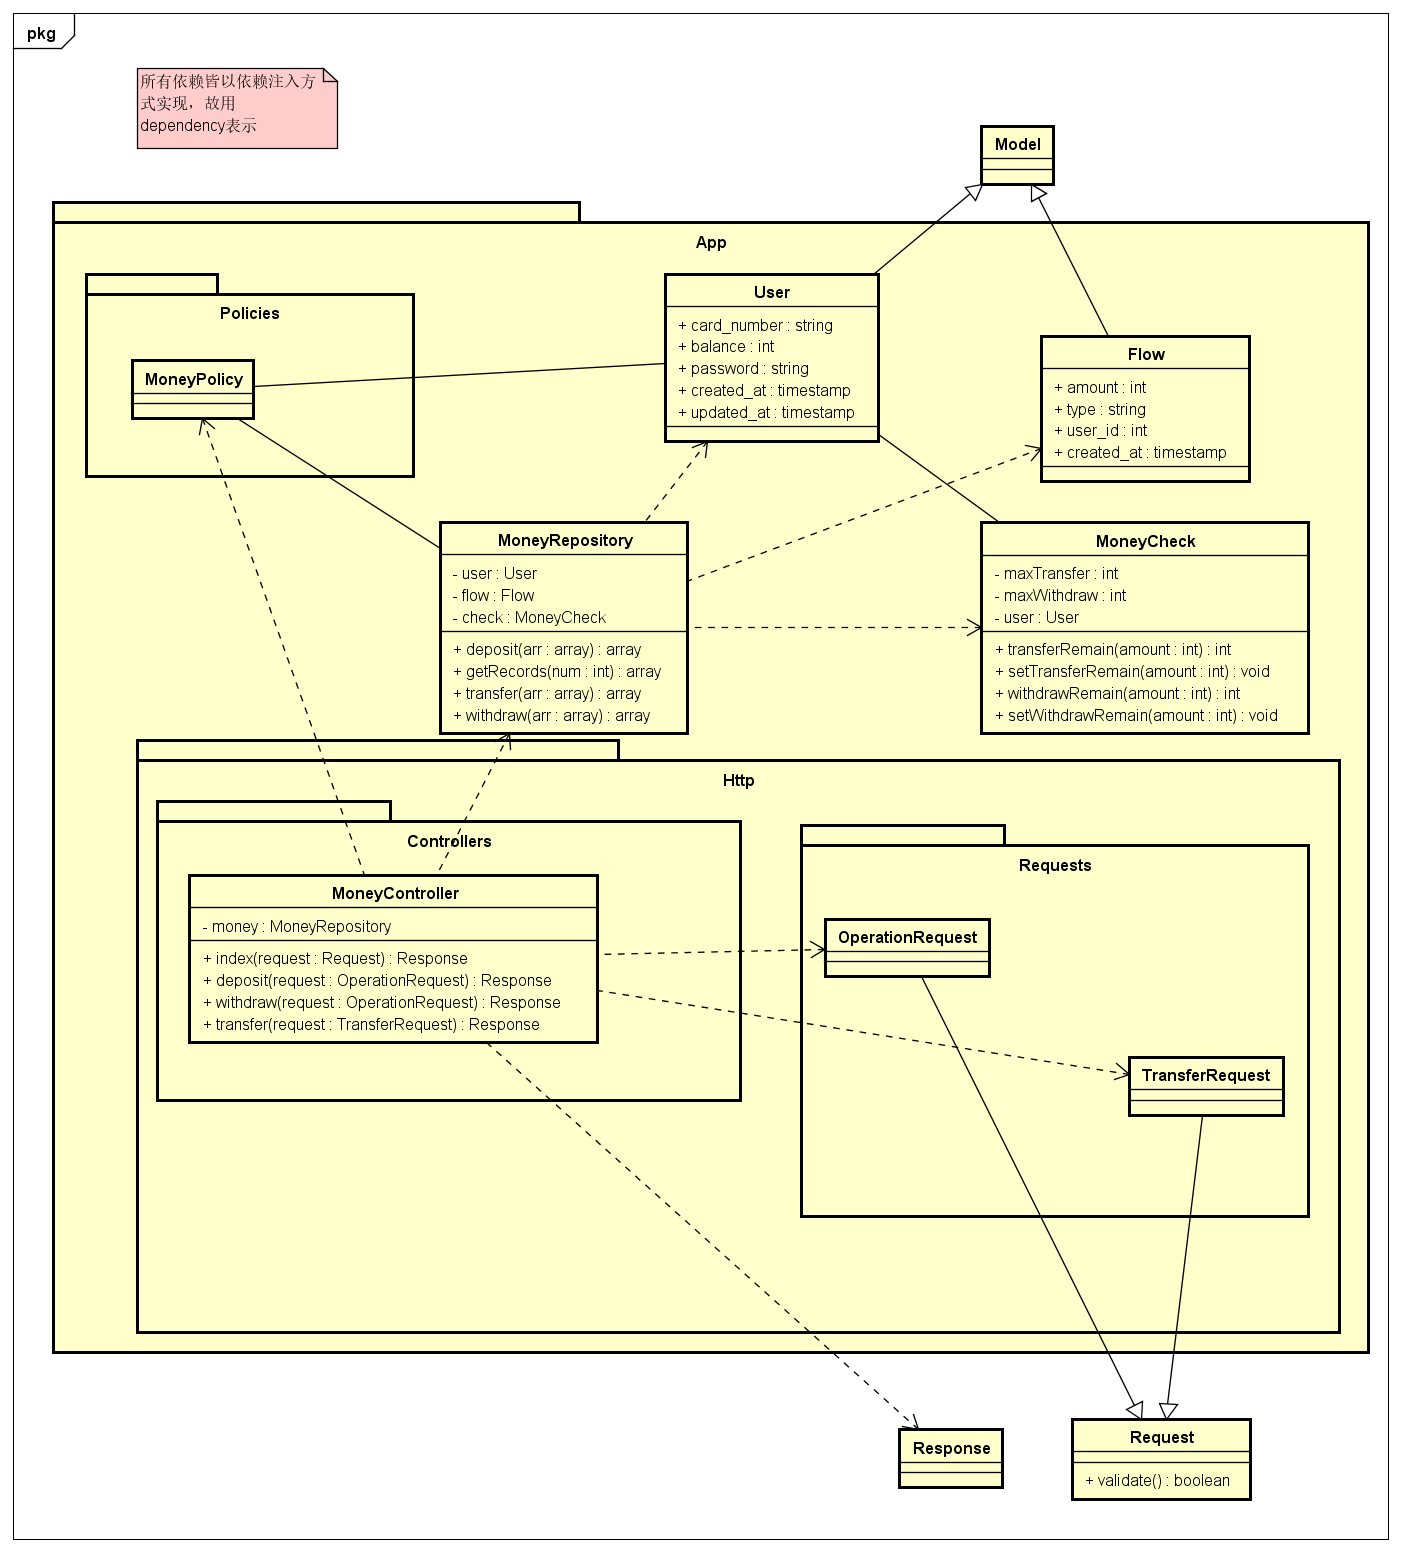 pkg
所有依赖皆以依赖注入方
式实现，故用
dependency表示
Model
App
Policies
MoneyPolicy
User
+ card_number : string
+ balance : int
+ password : string
+ created_at : timestamp
+ updated_at : timestamp
Flow
+ amount : int
+ type : string
+ user_id : int
+ created_at : timestamp
MoneyRepository
- user : User
- flow : Flow
- check : MoneyCheck
+ deposit(arr : array) : array
+ getRecords(num : int) : array
+ transfer(arr : array) : array
+ withdraw(arr : array) : array
MoneyCheck
- maxTransfer : int
- maxWithdraw : int
- user : User
+ transferRemain(amount : int) : int
+ setTransferRemain(amount : int) : void
+ withdrawRemain(amount : int) : int
+ setWithdrawRemain(amount : int) : void
Http
Controllers
MoneyController
- money : MoneyRepository
+ index(request : Request) : Response
+ deposit(request : OperationRequest) : Response
+ withdraw(request : OperationRequest) : Response
+ transfer(request : TransferRequest) : Response
Requests
OperationRequest
TransferRequest
Response
Request
+ validate() : boolean